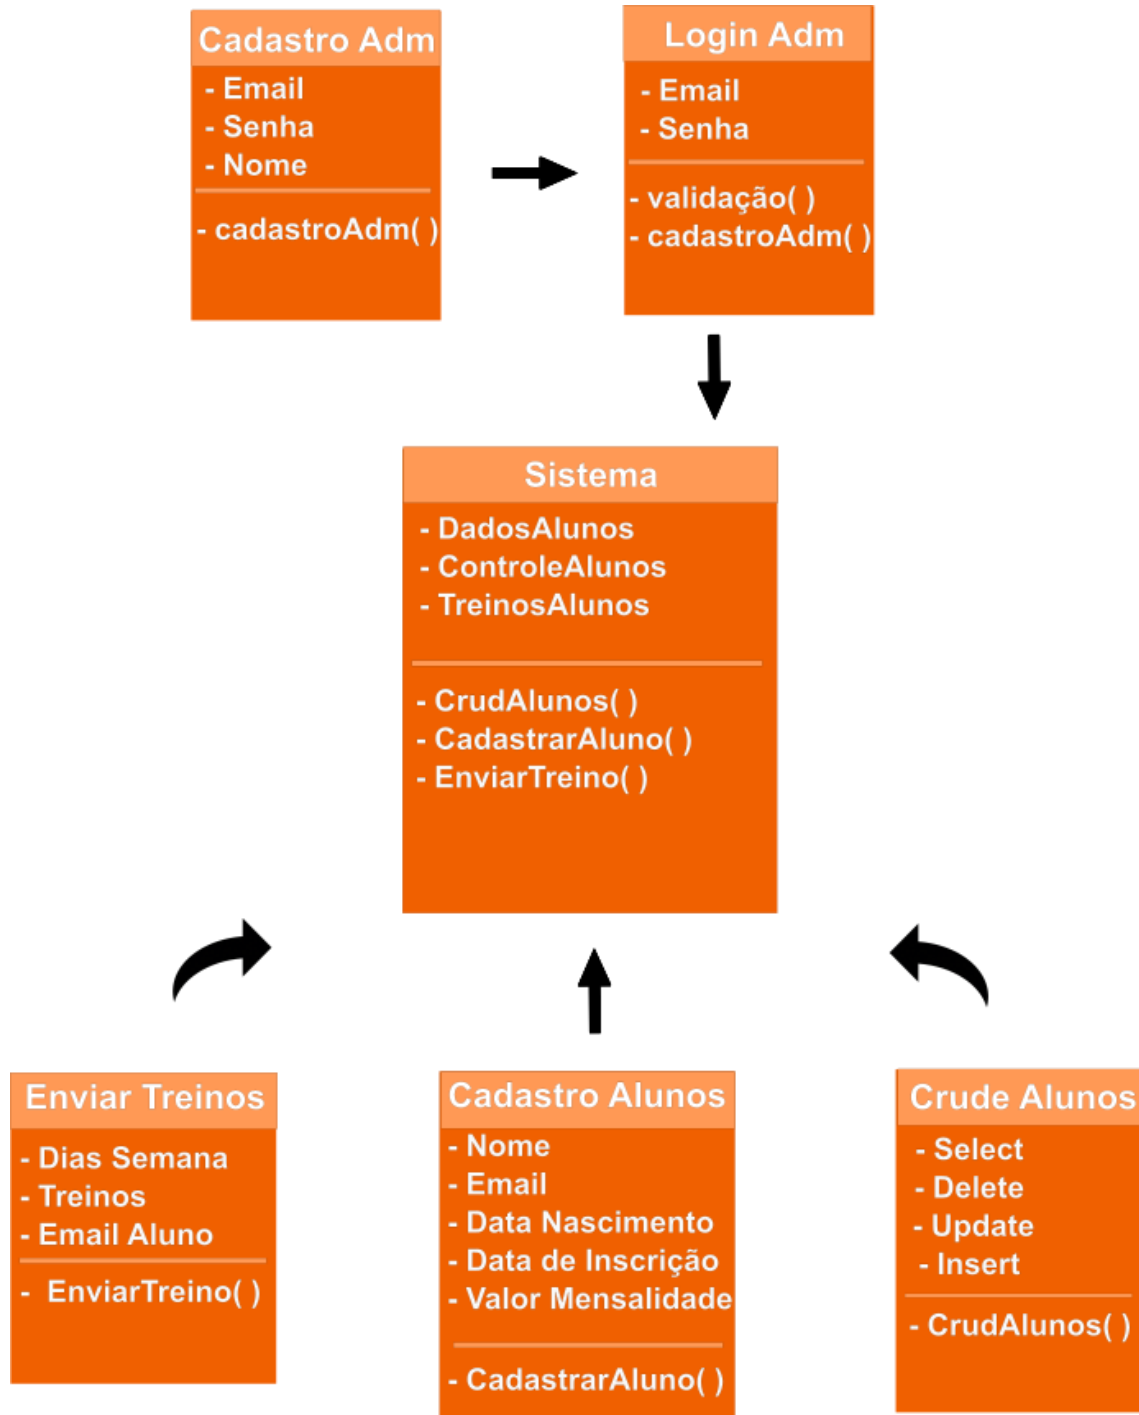 Cadastro Adm
- Email
- Senha
- Nome
- cadastroAdm( )
Login Adm
- Email
- Senha
- validação( )
- cadastroAdm( )
Sistema
- DadosAlunos
- ControleAlunos
- TreinosAlunos
- CrudAlunos( )
- CadastrarAluno( )
- EnviarTreino( )
Enviar Treinos
- Dias Semana
- Treinos
- Email Aluno
- EnviarTreino( )
Cadastro Alunos
- Nome
- Email
- Data Nascimento
- Data de Inscrição
- Valor Mensalidade
- CadastrarAluno( )
Crude Alunos
- Select
- Delete
- Update
- Insert
- CrudAlunos( )